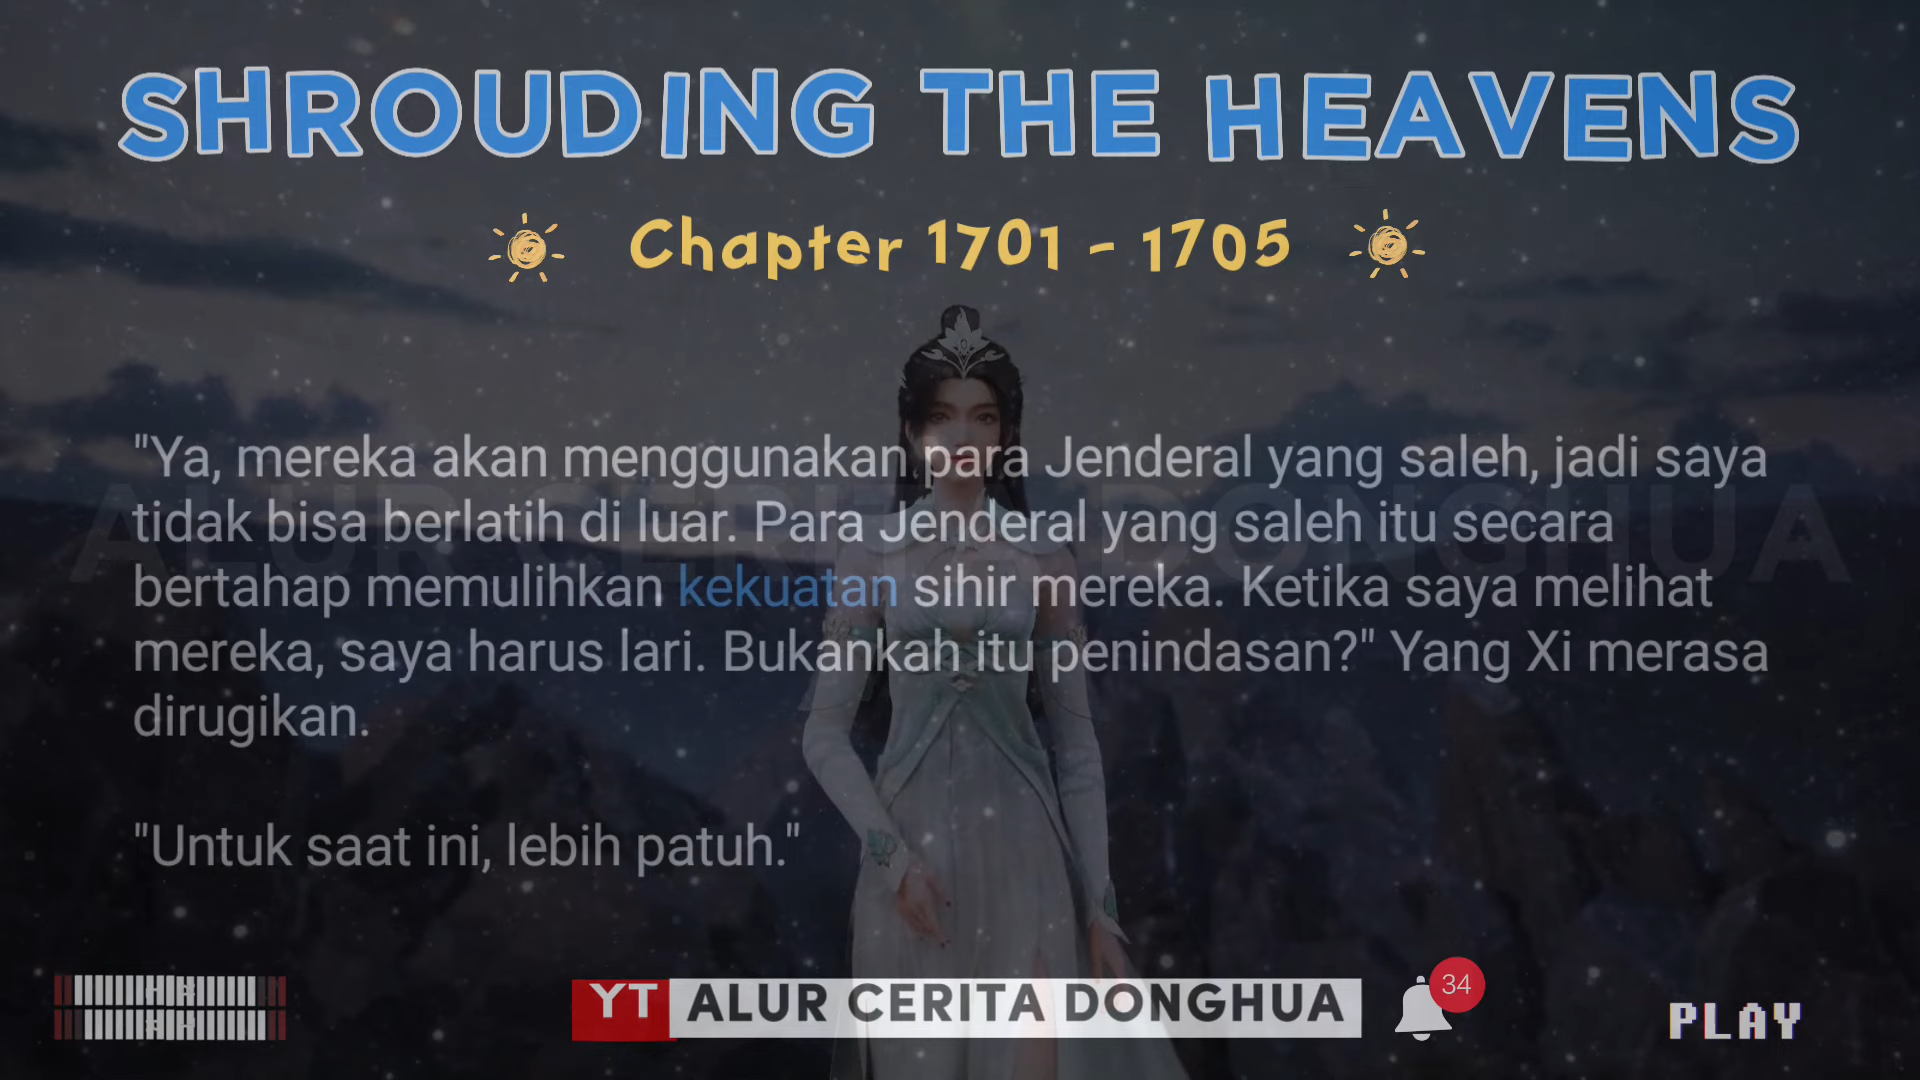 SHROUDING THE HEAVENS
Chapter 1701 - 1705
"Ya, mereka akan menggunakan para Jenderal yang saleh, jadi saya
tidak bisa berlatih di luar. Para Jenderal yang saleh itu secara
bertahap memulihkan kekuatan sihir mereka. Ketika saya melihat
mereka, saya harus lari. Bukankah itu penindasan?" Yang Xi merasa
dirugikan.
"Untuk saat ini, lebih patuh."
ALUR CERITA DONGHUA
YT ALUR CERITA DONGHUA
34
PLAY